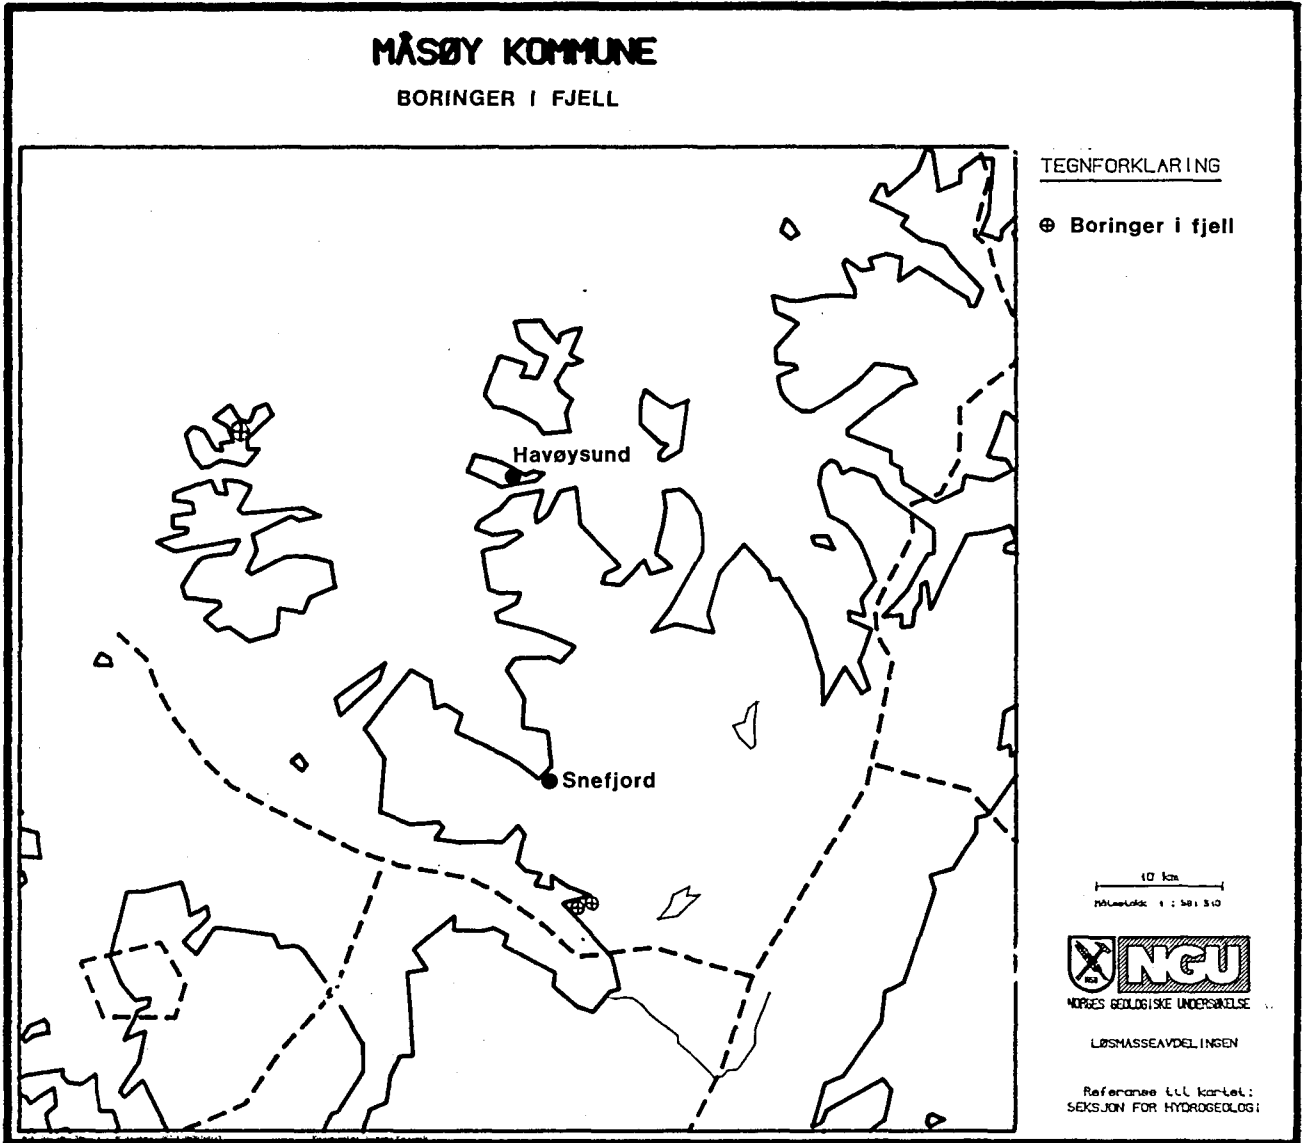 MÅSØY KOMMUNE
BORINGER I FJELL
TEGNFORKLARING
⊕ Boringer i fjell
Havøysund
Snefjord
10 km
NGU
NORGES GEOLOGISKE UNDERSØKELSE
LØSMASSEAVDELINGEN
Referanse til kartet:
SEKSJON FOR HYDROGEOLOGI